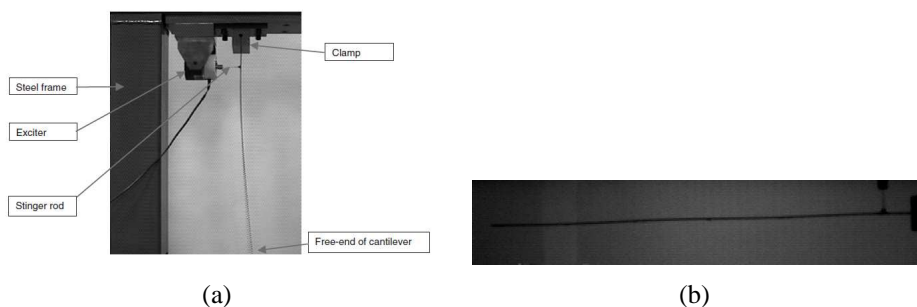 Clamp
Steel frame
Exciter
Stinger rod
Free-end of cantilever
(a)
(b)